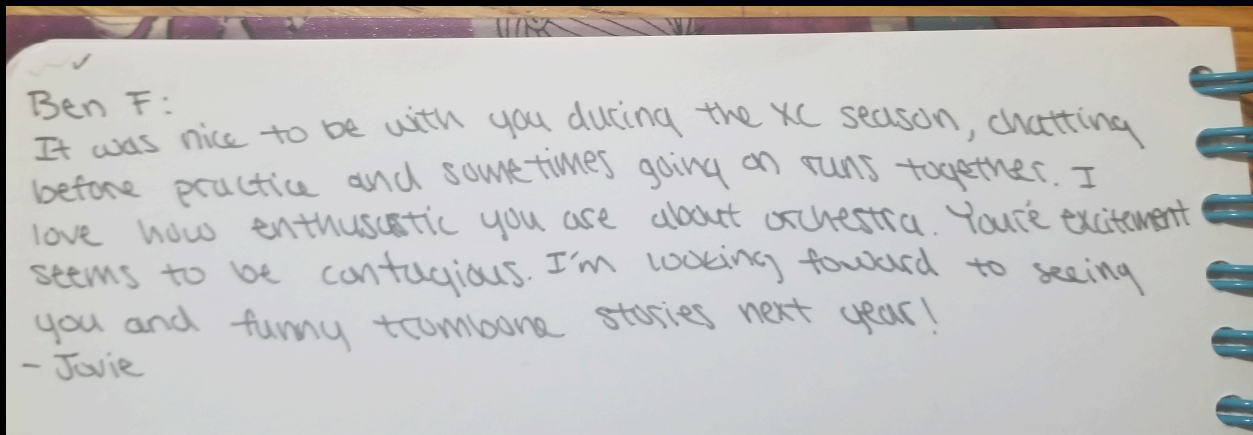 Ben F:
It was nice to be with you during the XC season, chatting
before practice and sometimes going on runs together. I
love how enthusastic you are about orchestra. You're excitement
seems to be contagious. I'm looking foward to seeing
you and funny trombone stories next year!
- Jovie